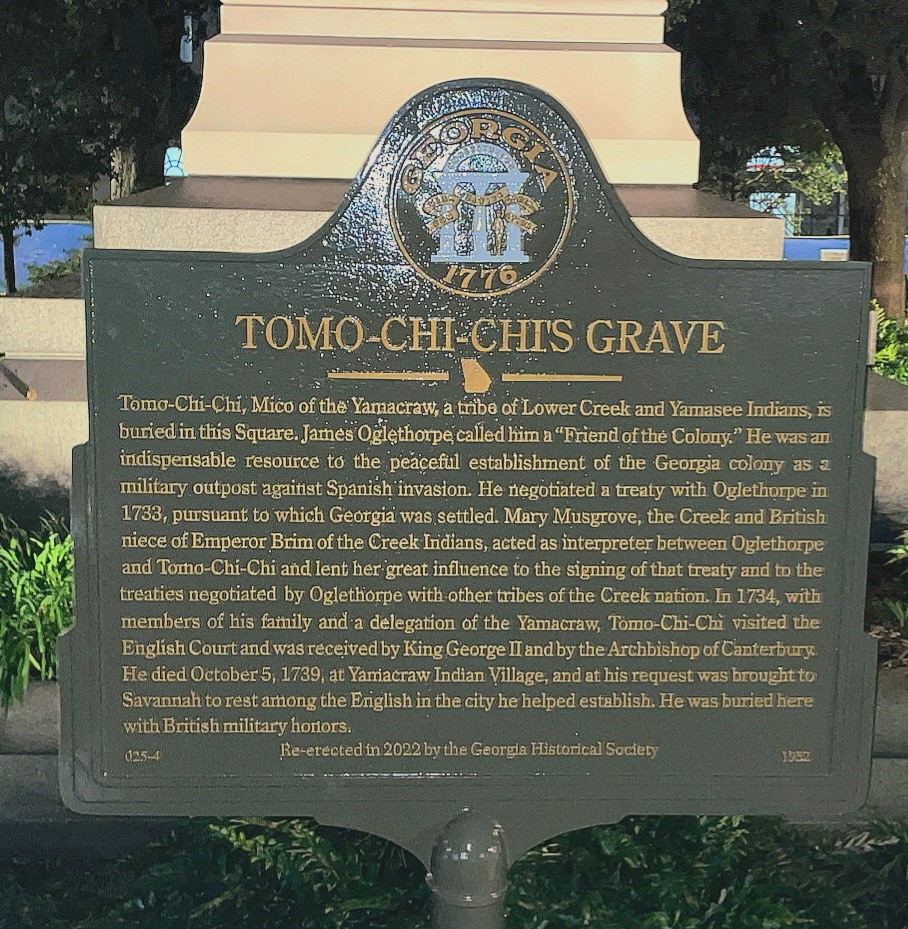 GEORGIA
1776
TOMO-CHI-CHI'S GRAVE
Tomo-Chi-Chi, Mico of the Yamacraw, a tribe of Lower Creek and Yamasee Indians, is
buried in this Square. James Oglethorpe called him a “Friend of the Colony.” He was an
indispensable resource to the peaceful establishment of the Georgia colony as a
military outpost against Spanish invasion. He negotiated a treaty with Oglethorpe in
1733, pursuant to which Georgia was settled. Mary Musgrove, the Creek and British
niece of Emperor Brim of the Creek Indians, acted as interpreter between Oglethorpe
and Tomo-Chi-Chi and lent her great influence to the signing of that treaty and to the
treaties negotiated by Oglethorpe with other tribes of the Creek nation. In 1734, with
members of his family and a delegation of the Yamacraw, Tomo-Chi-Chi visited the
English Court and was received by King George II and by the Archbishop of Canterbury.
He died October 5, 1739, at Yamacraw Indian Village, and at his request was brought to
Savannah to rest among the English in the city he helped establish. He was buried here
with British military honors.
025-4 Re-erected in 2022 by the Georgia Historical Society 1952